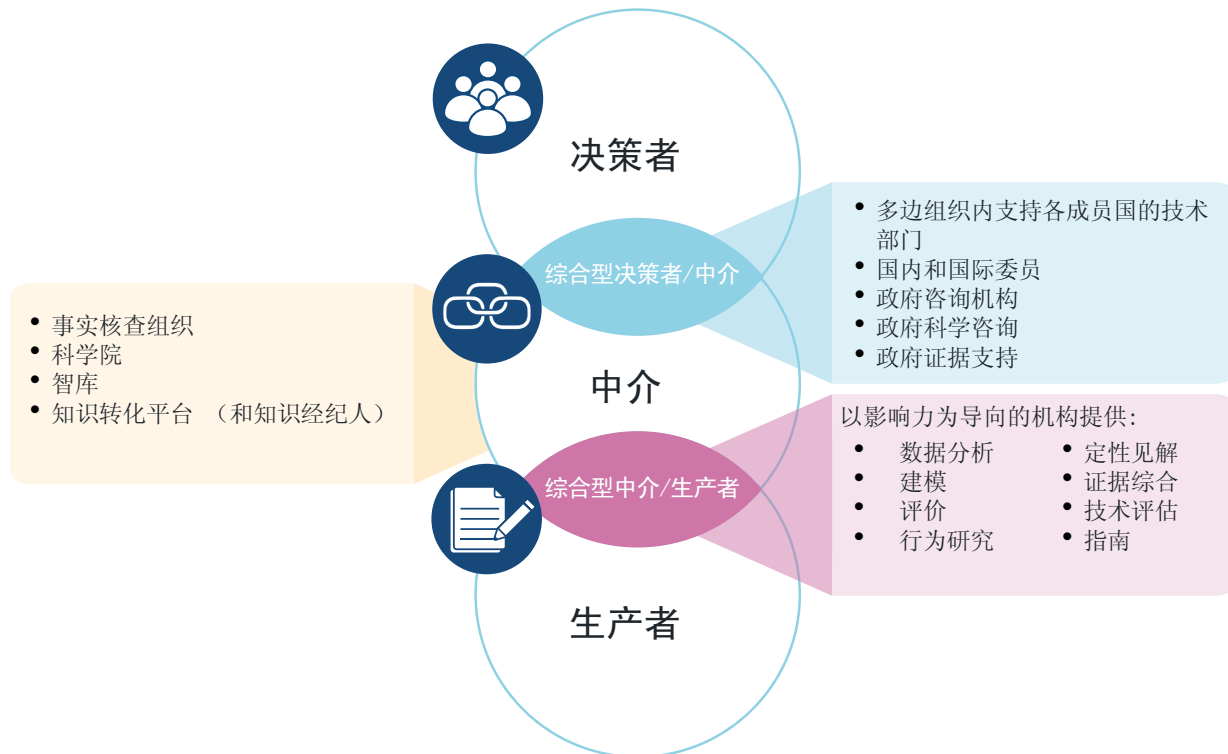 决策者
综合型决策者/中介
• 多边组织内支持各成员国的技术
部门
• 国内和国际委员
• 政府咨询机构
• 政府科学咨询
• 政府证据支持
• 事实核查组织
• 科学院
• 智库
• 知识转化平台 （和知识经纪人）
中介
综合型中介/生产者
以影响力为导向的机构提供:
• 数据分析
• 建模
• 评价
• 行为研究
• 定性见解
• 证据综合
• 技术评估
• 指南
生产者